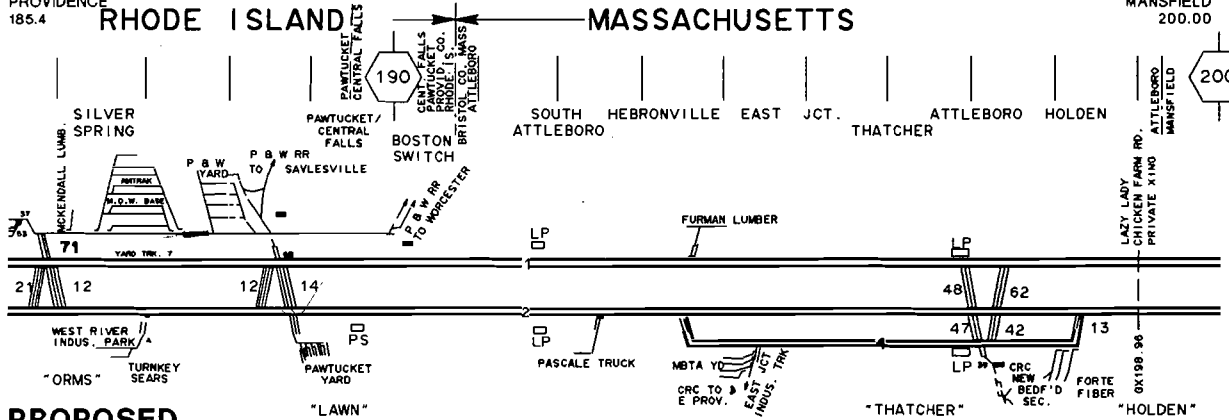 PROVIDENCE
185.4
RHODE ISLAND
MASSACHUSETTS
MANSFIELD
200.00
PAWTUCKET
CENTRAL FALLS
190
CENT. FALLS
PAWTUCKET
PROVID. CO.
RHODE IS.
BRISTOL CO. MASS
ATTLEBORO
ATTLEBORO
MANSFIELD
200
SILVER
SPRING
PAWTUCKET/
CENTRAL
FALLS
BOSTON
SWITCH
SOUTH
ATTLEBORO
HEBRONVILLE
EAST JCT.
THATCHER
ATTLEBORO
HOLDEN
MCKENDALL LUMB.
AMTRAK
M.O.W. BASE
P & W
YARD
P & W RR
TO SAYLESVILLE
P & W RR
TO WORCESTER
FURMAN LUMBER
LAZY LADY
CHICKEN FARM RD.
PRIVATE XING
37
71
YARD TRK. 7
LP
LP
1
21
12
12
14
48
62
2
47
42
13
WEST RIVER
INDUS. PARK
TURNKEY
SEARS
PAWTUCKET
YARD
PS
LP
PASCALE TRUCK
MBTA YD
CRC TO
E PROV.
EAST JCT
INDUS. TRK
4
LP
CRC
NEW
BEDF'D
SEC.
FORTE
FIBER
0X198.96
"ORMS"
"LAWN"
"THATCHER"
"HOLDEN"
PROPOSED